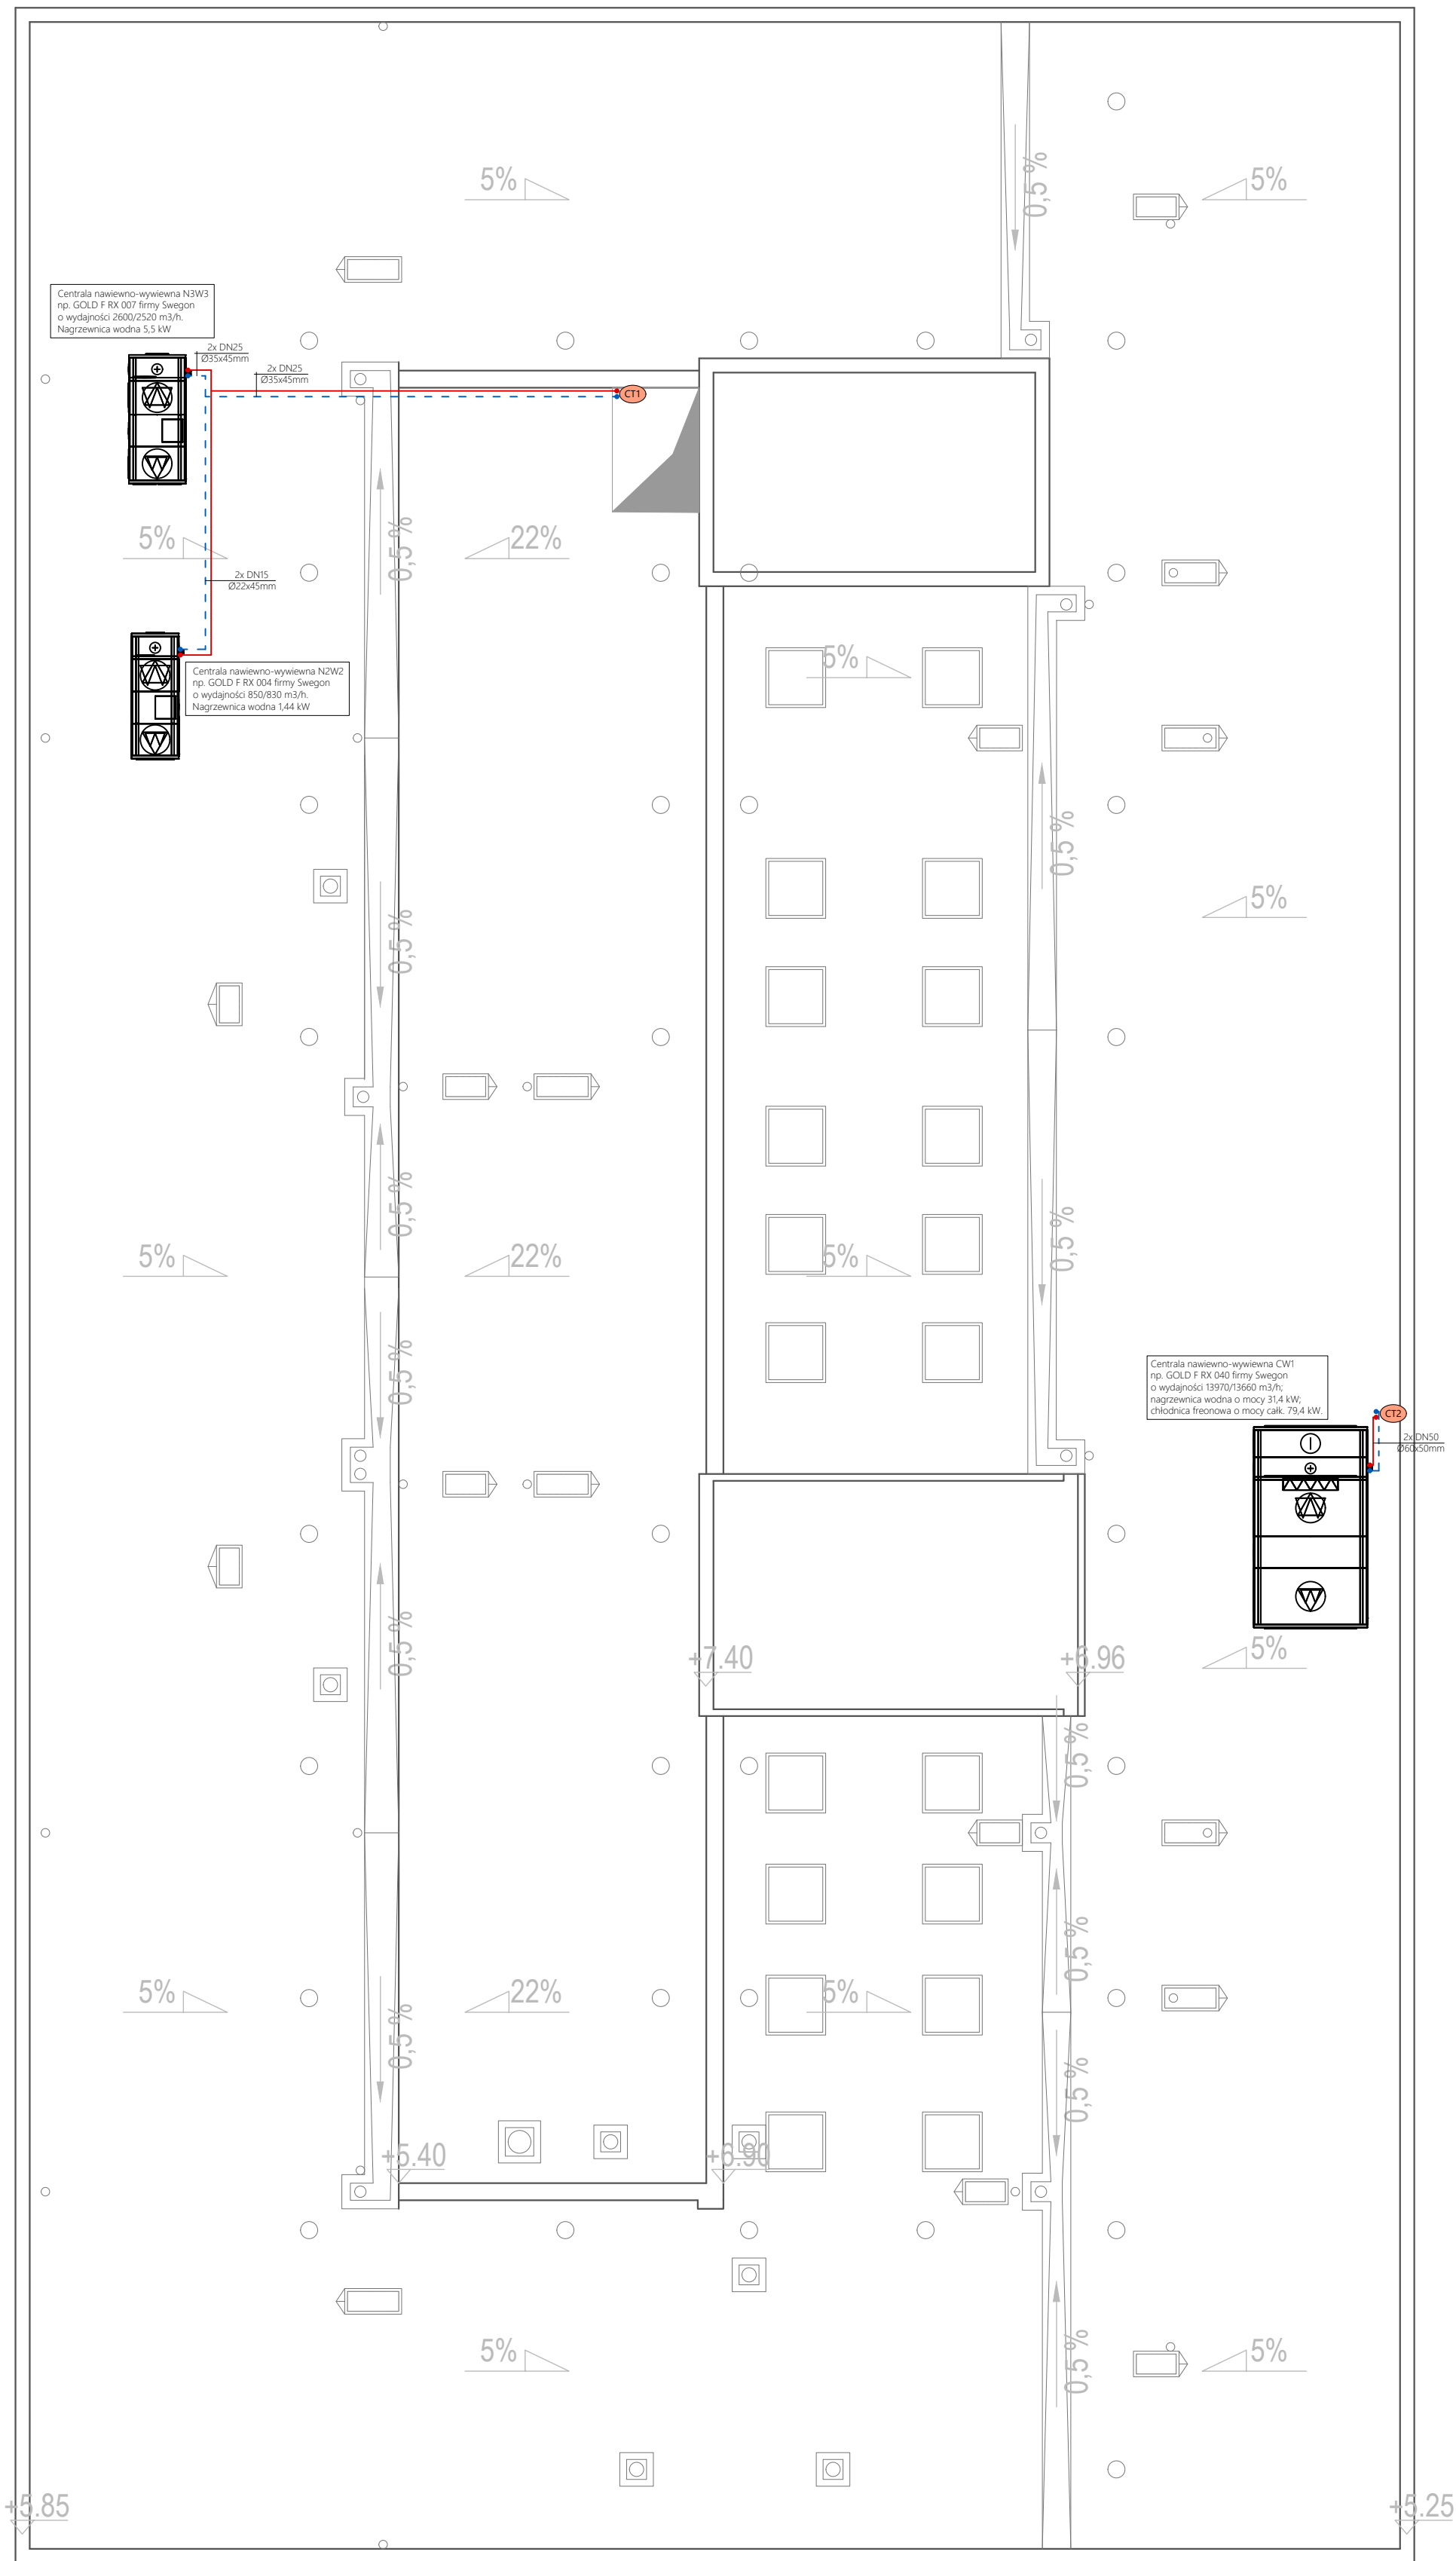 5%
0,5 %
5%
Centrala nawiewno-wywiewna N3W3
np. GOLD F RX 007 firmy Swegon
o wydajności 2600/2520 m3/h.
Nagrzewnica wodna 5,5 kW
2x DN25
Ø35x45mm
2x DN25
Ø35x45mm
CT1
5%
0,5 %
22%
2x DN15
Ø22x45mm
Centrala nawiewno-wywiewna N2W2
np. GOLD F RX 004 firmy Swegon
o wydajności 850/830 m3/h.
Nagrzewnica wodna 1,44 kW
5%
0,5 %
5%
0,5 %
0,5 %
0,5 %
5%
22%
5%
0,5 %
Centrala nawiewno-wywiewna CW1
np. GOLD F RX 040 firmy Swegon
o wydajności 13970/13660 m3/h;
nagrzewnica wodna o mocy 31,4 kW;
chłodnica freonowa o mocy całk. 79,4 kW.
CT2
2x DN50
Ø60x50mm
0,5 %
+7.40
+6.96
5%
0,5 %
0,5 %
5%
22%
5%
0,5 %
0,5 %
+5.40
+6.90
5%
0,5 %
5%
+5.85
+5.25